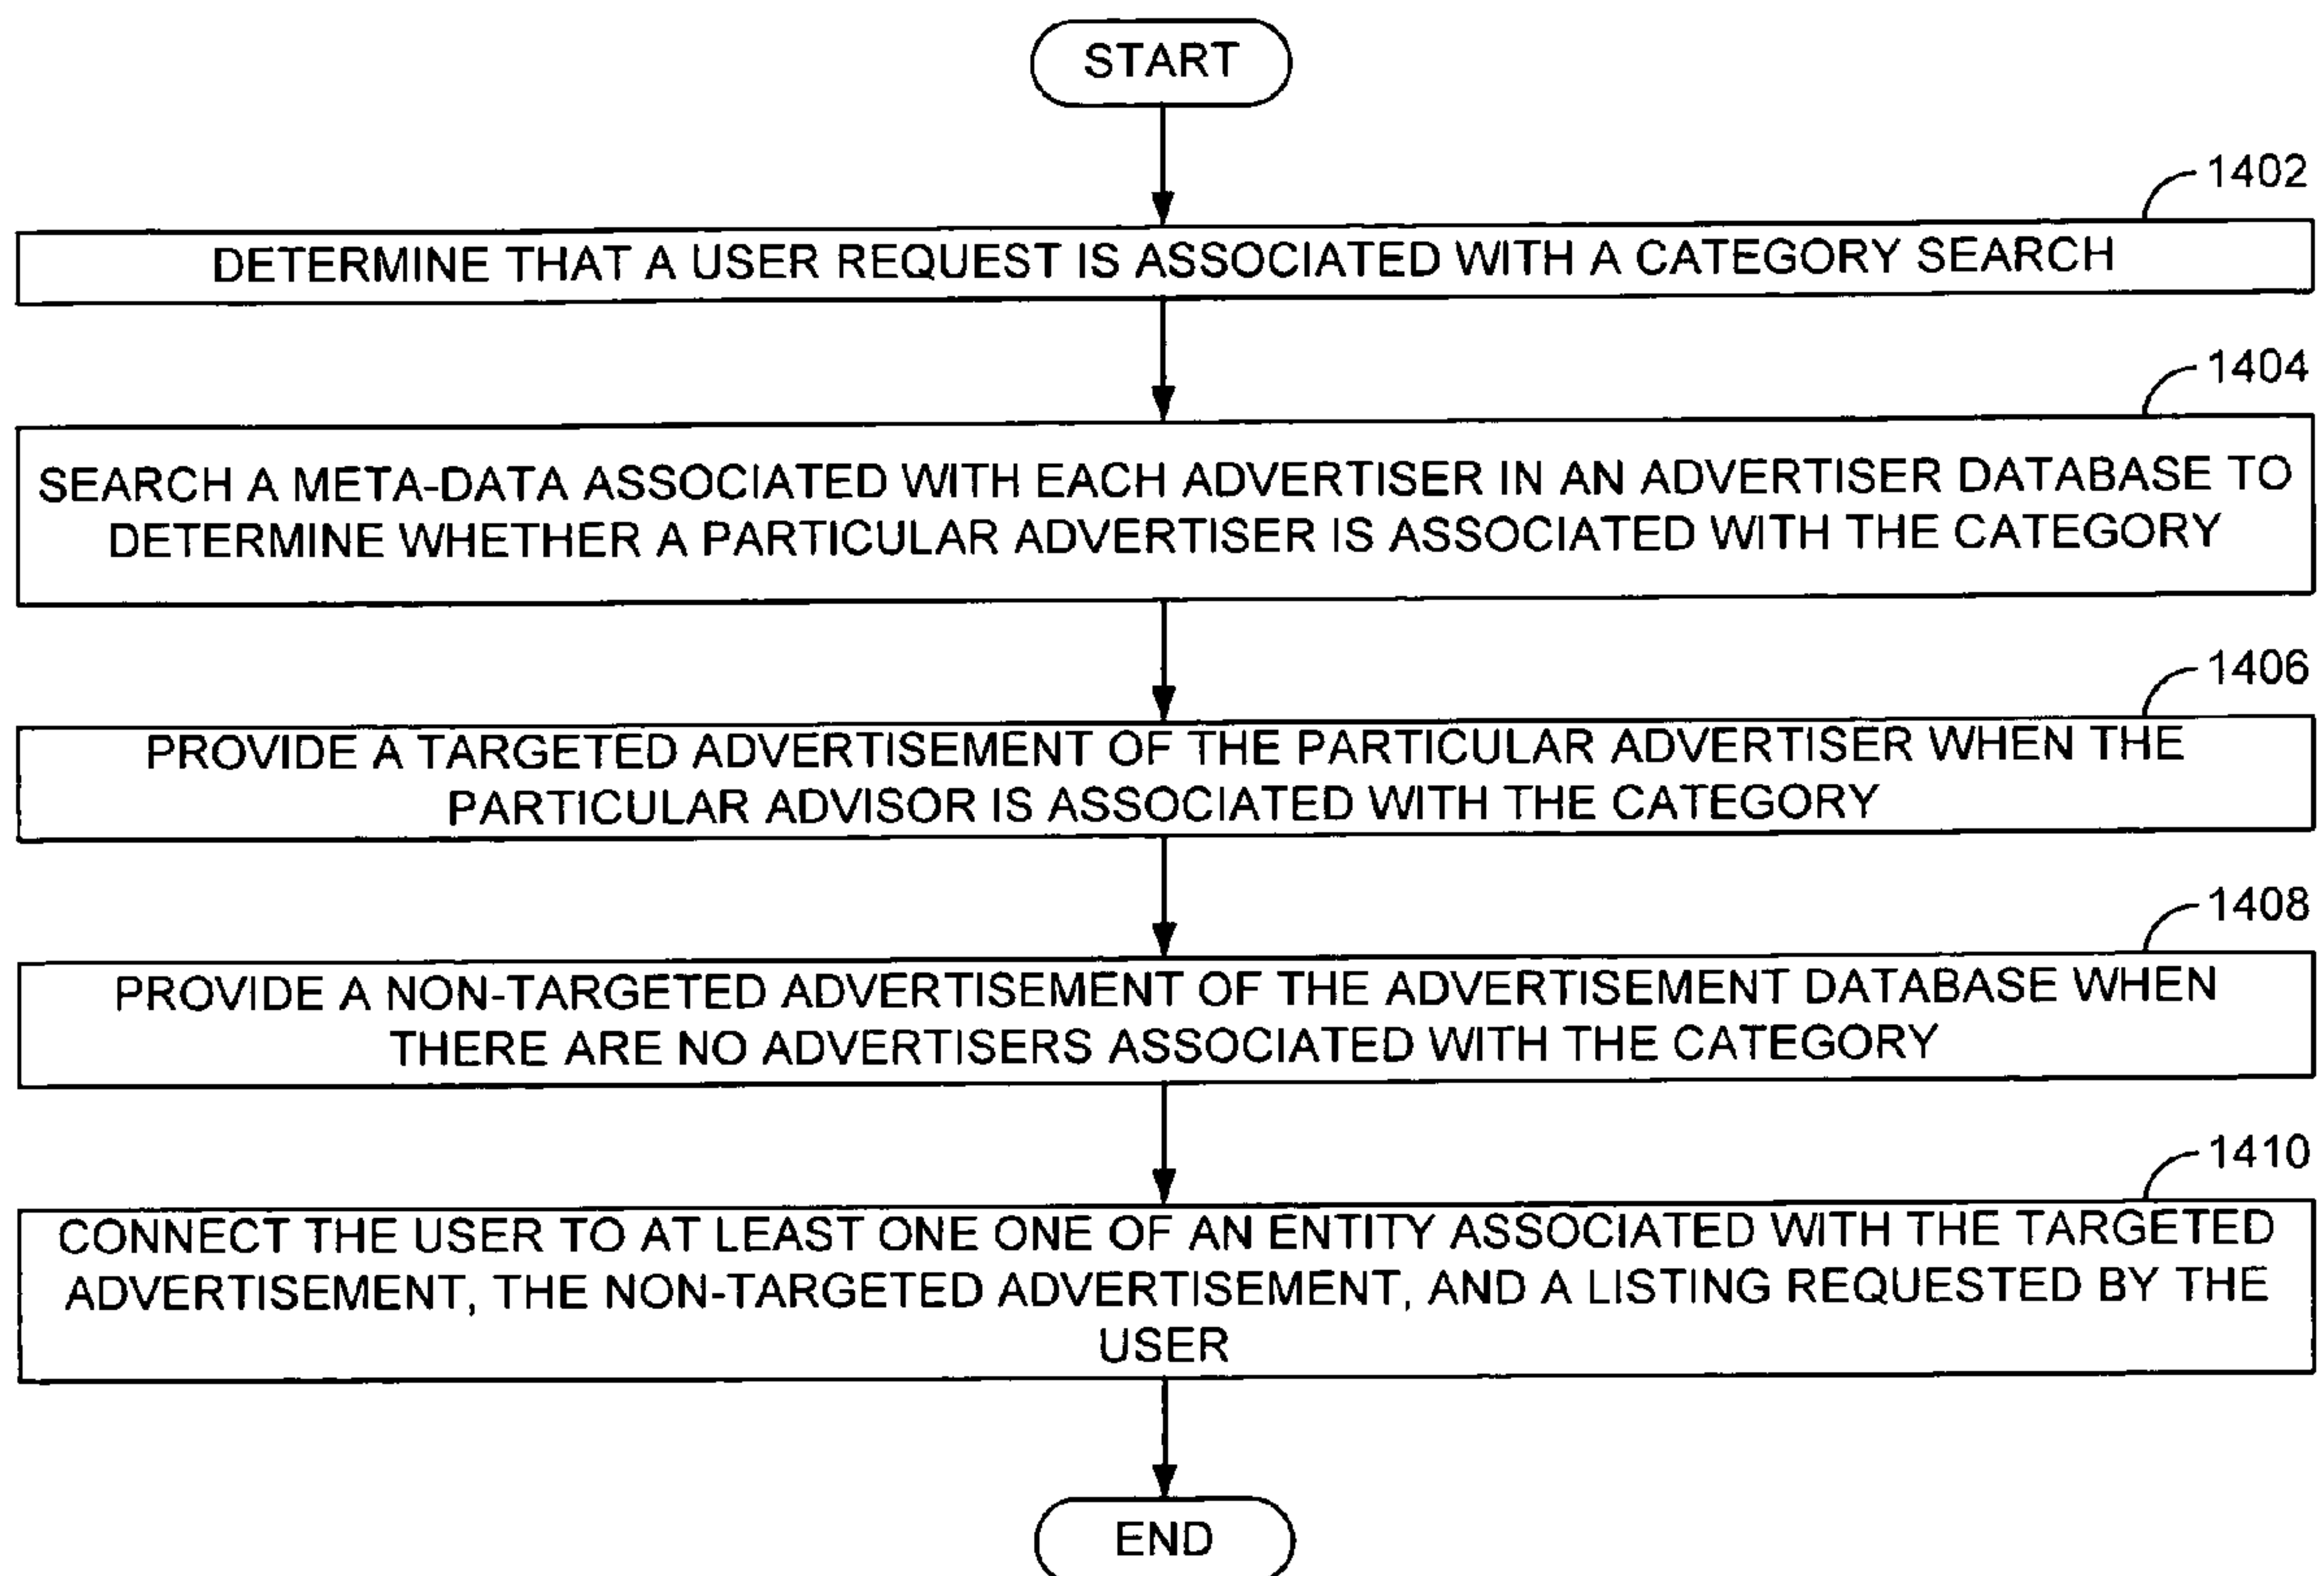 START
1402
DETERMINE THAT A USER REQUEST IS ASSOCIATED WITH A CATEGORY SEARCH
1404
SEARCH A META-DATA ASSOCIATED WITH EACH ADVERTISER IN AN ADVERTISER DATABASE TO
DETERMINE WHETHER A PARTICULAR ADVERTISER IS ASSOCIATED WITH THE CATEGORY
1406
PROVIDE A TARGETED ADVERTISEMENT OF THE PARTICULAR ADVERTISER WHEN THE
PARTICULAR ADVISOR IS ASSOCIATED WITH THE CATEGORY
1408
PROVIDE A NON-TARGETED ADVERTISEMENT OF THE ADVERTISEMENT DATABASE WHEN
THERE ARE NO ADVERTISERS ASSOCIATED WITH THE CATEGORY
1410
CONNECT THE USER TO AT LEAST ONE ONE OF AN ENTITY ASSOCIATED WITH THE TARGETED
ADVERTISEMENT, THE NON-TARGETED ADVERTISEMENT, AND A LISTING REQUESTED BY THE
USER
END